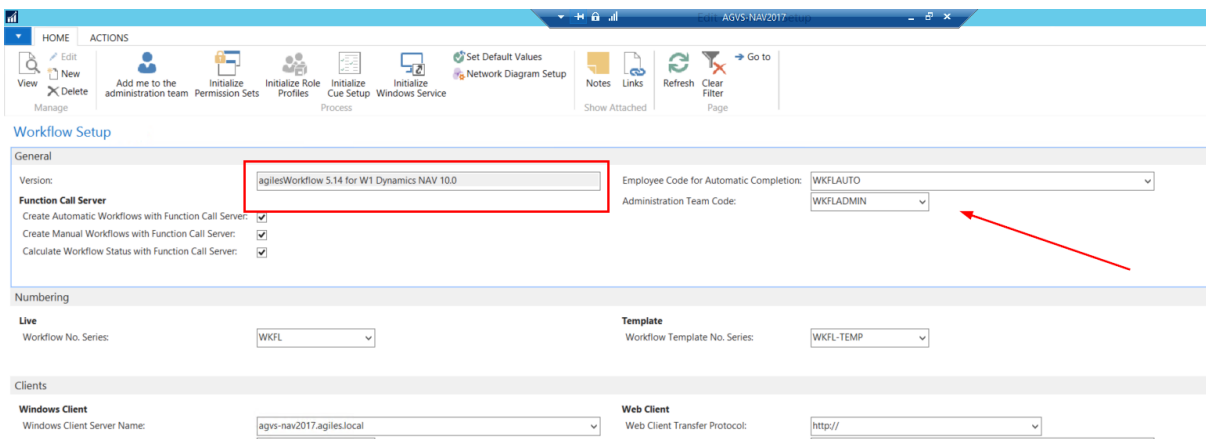 Edit AGVS-NAV2017 Setup
HOME ACTIONS
View
Edit
New
Delete
Manage
Add me to the
administration team
Initialize
Permission Sets
Initialize Role
Profiles
Initialize
Cue Setup
Initialize
Windows Service
Set Default Values
Network Diagram Setup
Process
Notes
Links
Show Attached
Refresh
Clear
Filter
Go to
Page
Workflow Setup
General
Version: agilesWorkflow 5.14 for W1 Dynamics NAV 10.0
Function Call Server
Create Automatic Workflows with Function Call Server:
Create Manual Workflows with Function Call Server:
Calculate Workflow Status with Function Call Server:
Employee Code for Automatic Completion: WKFLAUTO
Administration Team Code: WKFLADMIN
Numbering
Live
Workflow No. Series: WKFL
Template
Workflow Template No. Series: WKFL-TEMP
Clients
Windows Client
Windows Client Server Name: agvs-nav2017.agiles.local
Web Client
Web Client Transfer Protocol: http://